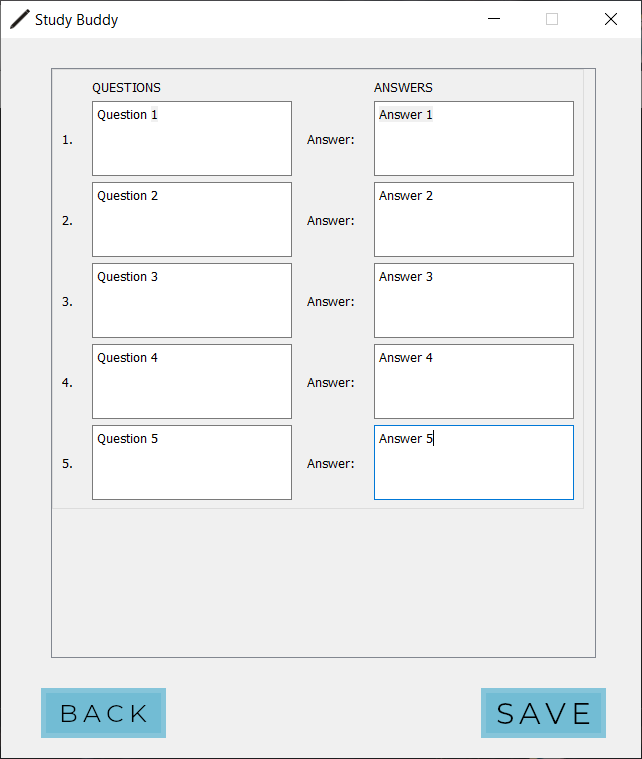 Study Buddy
QUESTIONS ANSWERS
1. Question 1 Answer: Answer 1
2. Question 2 Answer: Answer 2
3. Question 3 Answer: Answer 3
4. Question 4 Answer: Answer 4
5. Question 5 Answer: Answer 5
BACK SAVE